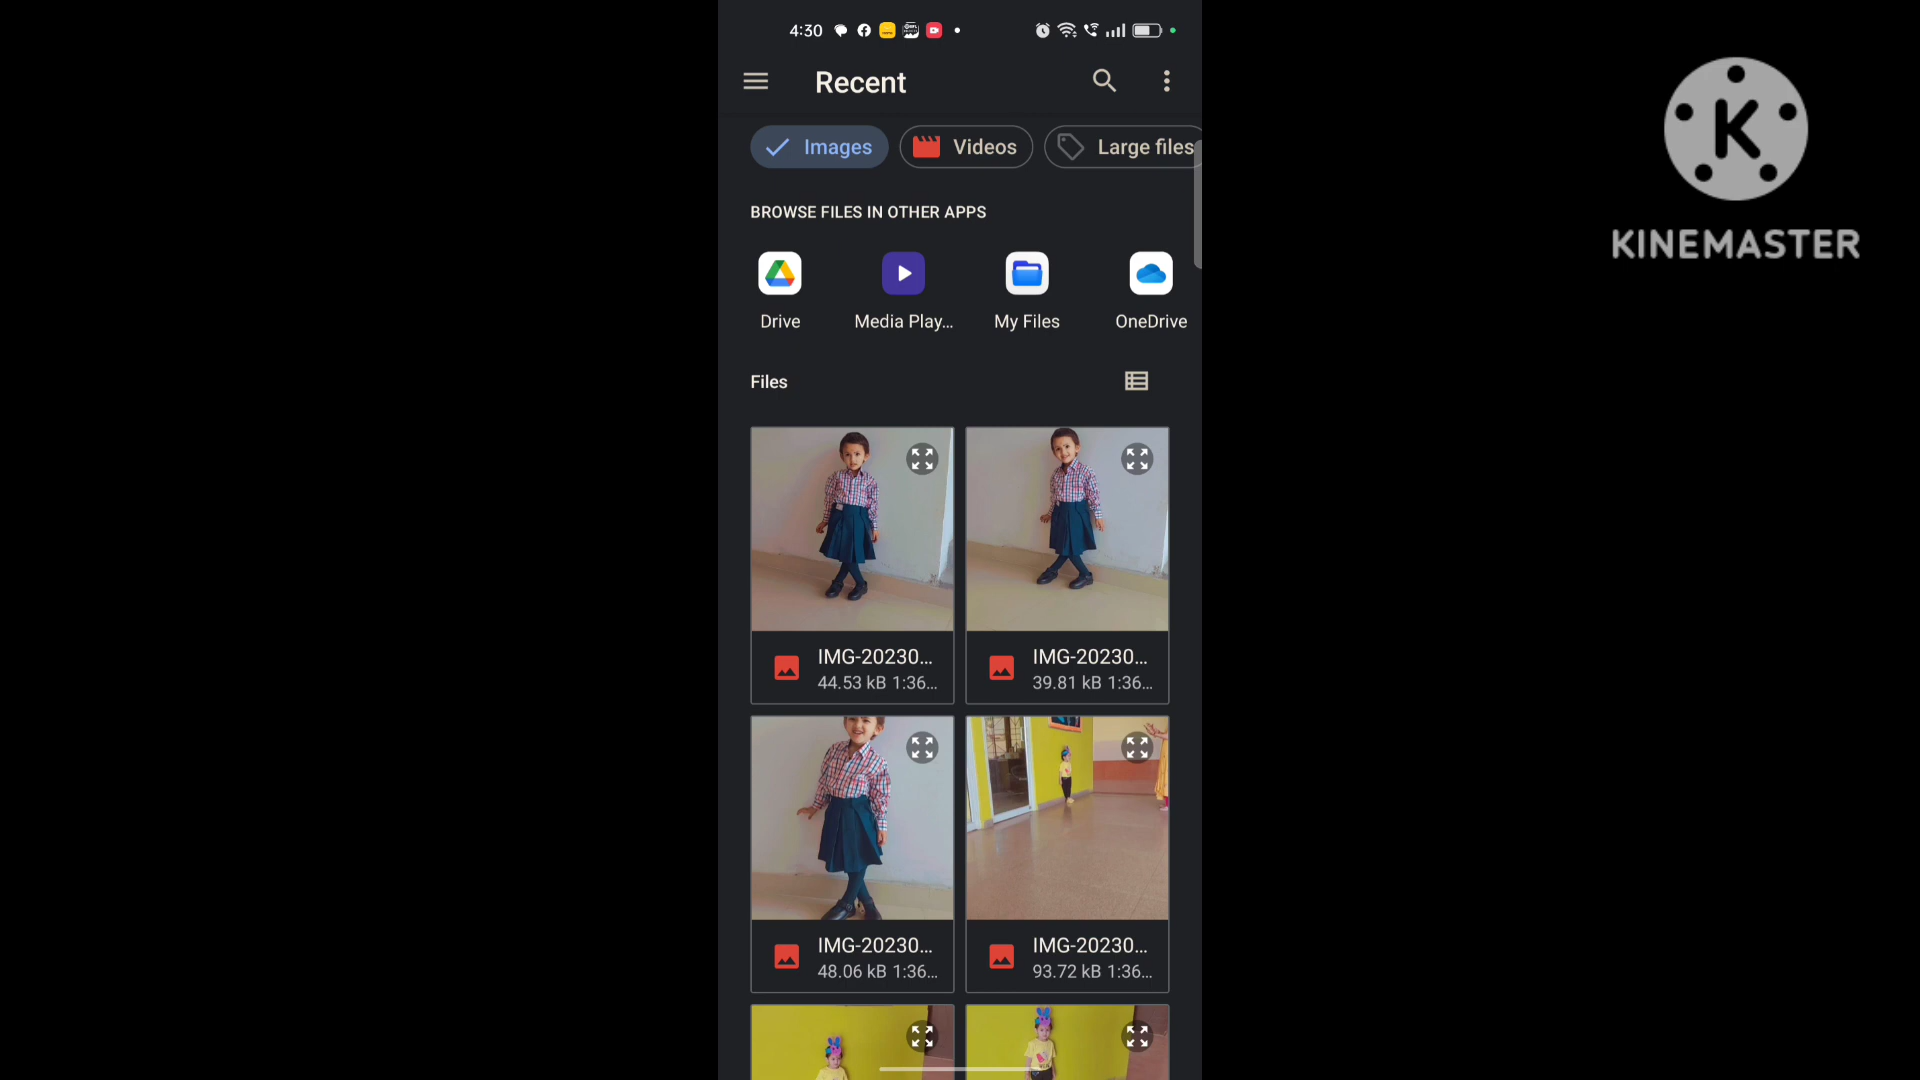 4:30
Recent
Images
Videos
Large files
BROWSE FILES IN OTHER APPS
Drive
Media Play...
My Files
OneDrive
Files
IMG-20230...
44.53 kB 1:36...
IMG-20230...
39.81 kB 1:36...
IMG-20230...
48.06 kB 1:36...
IMG-20230...
93.72 kB 1:36...
K
KINEMASTER